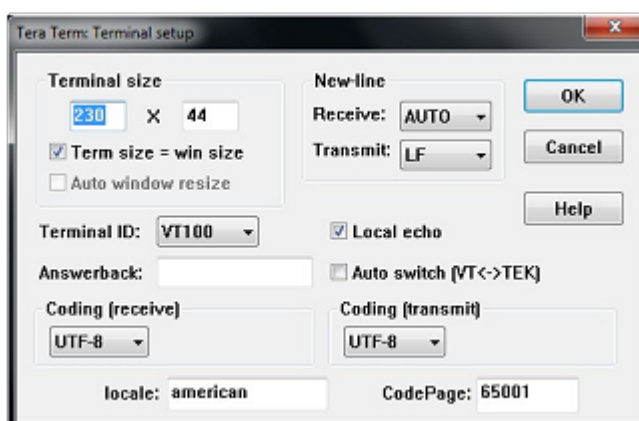 Tera Term: Terminal setup
Terminal size
230 X 44
Term size = win size
Auto window resize
New-line
Receive: AUTO
Transmit: LF
OK
Cancel
Help
Terminal ID: VT100
Local echo
Answerback:
Auto switch (VT<->TEK)
Coding (receive)
UTF-8
Coding (transmit)
UTF-8
locale: american
CodePage: 65001